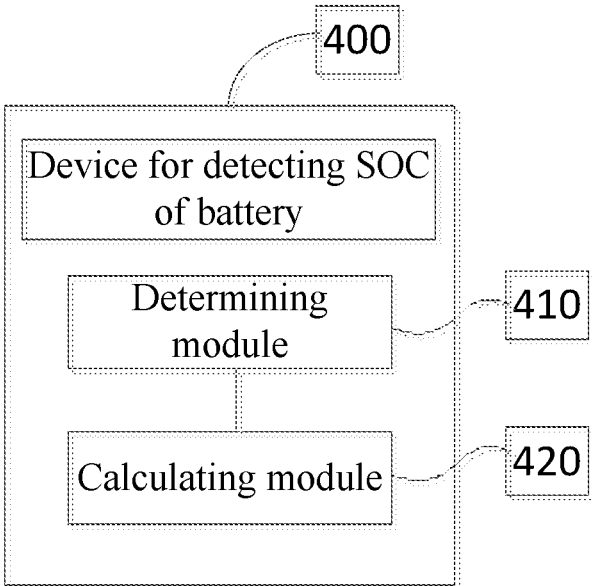 400
Device for detecting SOC
of battery
Determining
module
410
Calculating module
420